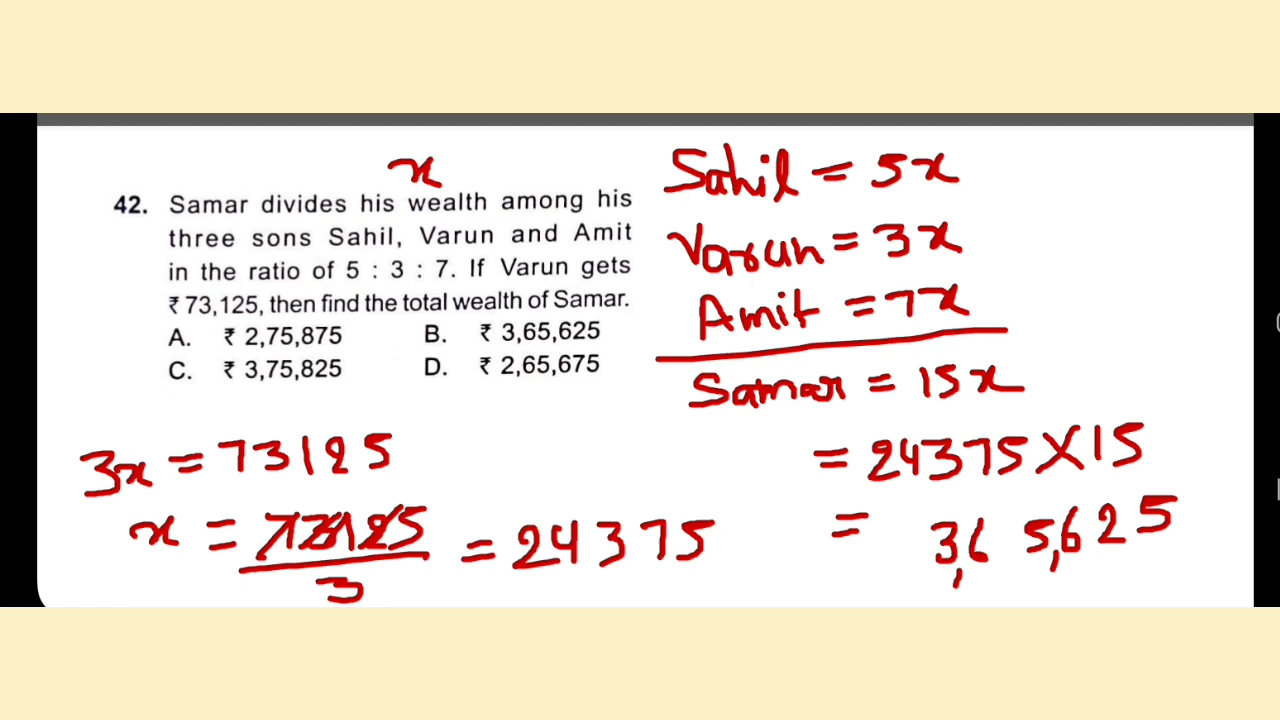 x
42. Samar divides his wealth among his
three sons Sahil, Varun and Amit
in the ratio of 5 : 3 : 7. If Varun gets
₹ 73,125, then find the total wealth of Samar.
A. ₹ 2,75,875 B. ₹ 3,65,625
C. ₹ 3,75,825 D. ₹ 2,65,675
3x = 73125
x = 73125/3 = 24375
Sahil = 5x
Varun = 3x
Amit = 7x
Samar = 15x
= 24375 × 15
= 3,65,625